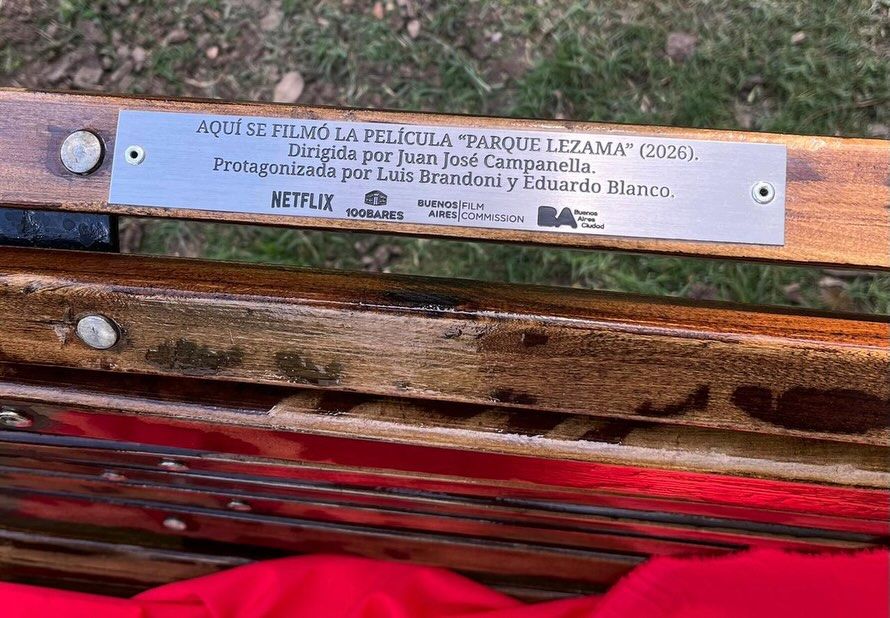 AQUÍ SE FILMÓ LA PELÍCULA “PARQUE LEZAMA” (2026).
Dirigida por Juan José Campanella.
Protagonizada por Luis Brandoni y Eduardo Blanco.
NETFLIX
100BARES
BUENOS AIRES
FILM COMMISSION
BA
Buenos
Aires
Ciudad